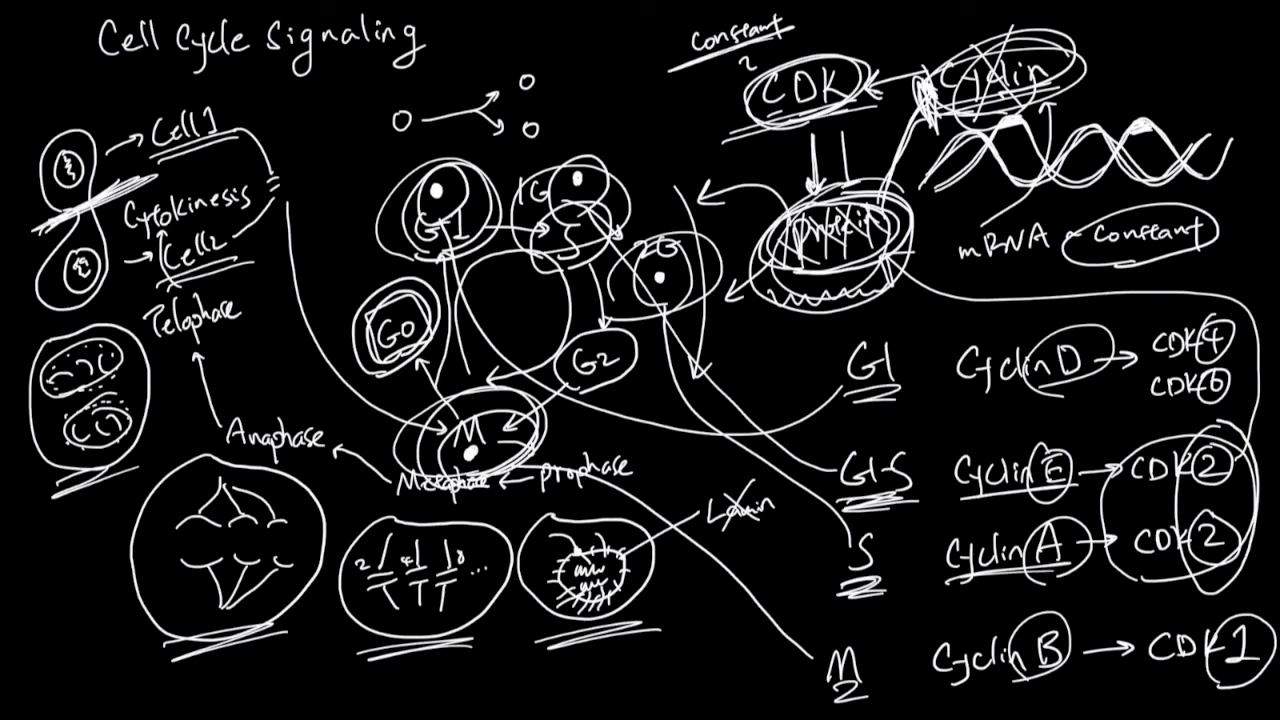 Cell Cycle Signaling
Constant
CDK
Cyclin
Cell 1
Cytokinesis
Cell 2
Telophase
G1
S
G0
G2
M
Protein
mRNA - Constant
Anaphase
Metaphase
Prophase
Lamin
G1
Cyclin D
CDK4
CDK6
G1-S
Cyclin E
CDK2
S
Cyclin A
CDK2
M
Cyclin B
CDK1